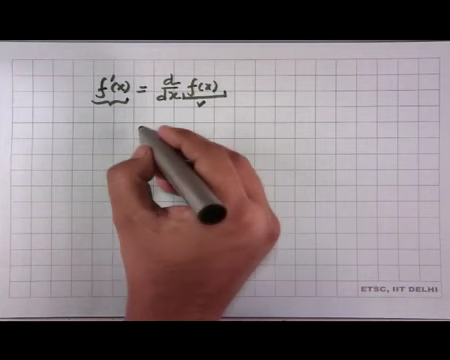 f'(x) = d/dx f(x)
ETSC, IIT DELHI